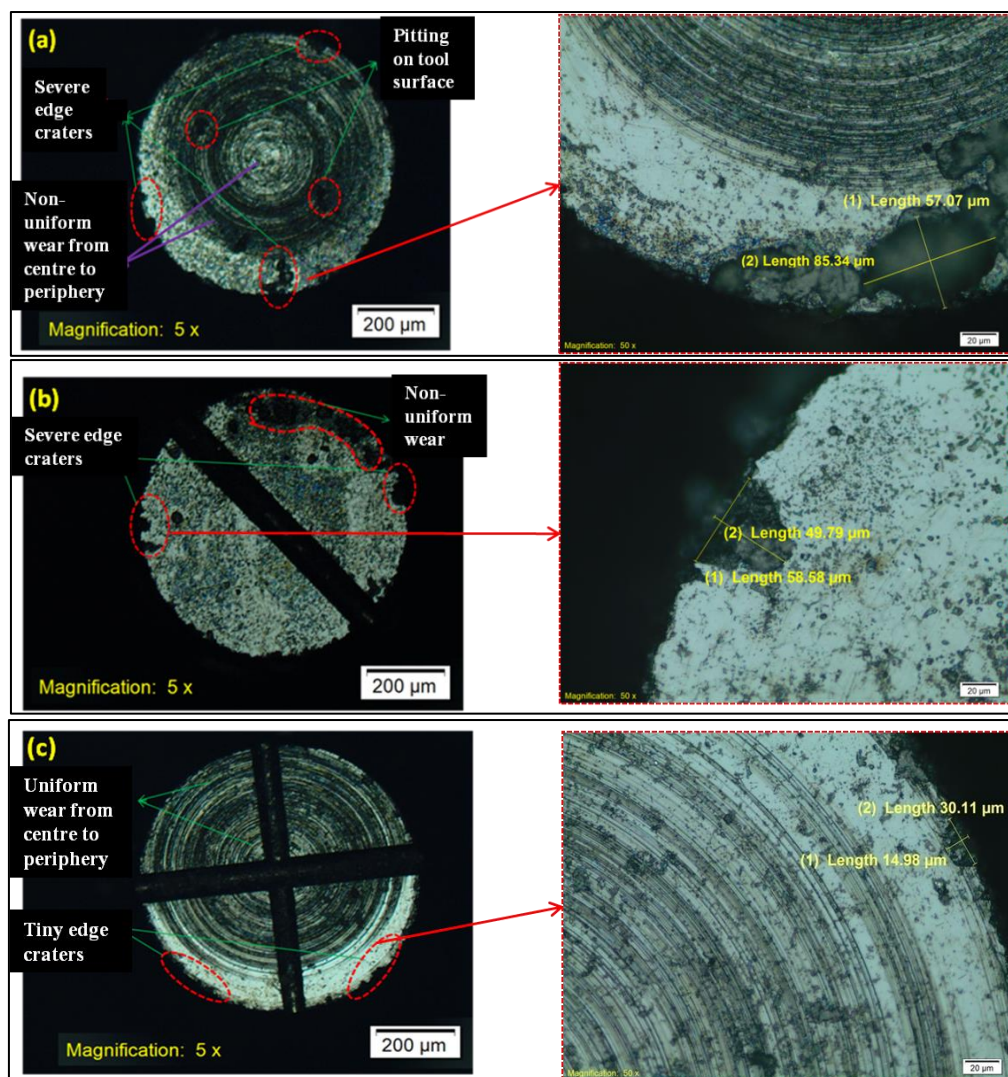 (a)
Severe
edge
craters
Pitting
on tool
surface
Non-
uniform
wear from
centre to
periphery
Magnification: 5 x
200 µm
(1) Length 57.07 µm
(2) Length 85.34 µm
Magnification: 50 x
20 µm
(b)
Non-
uniform
wear
Severe edge
craters
Magnification: 5 x
200 µm
(2) Length 49.79 µm
(1) Length 58.58 µm
Magnification: 50 x
20 µm
(c)
Uniform
wear from
centre to
periphery
Tiny edge
craters
Magnification: 5 x
200 µm
(2) Length 30.11 µm
(1) Length 14.98 µm
Magnification: 50 x
20 µm